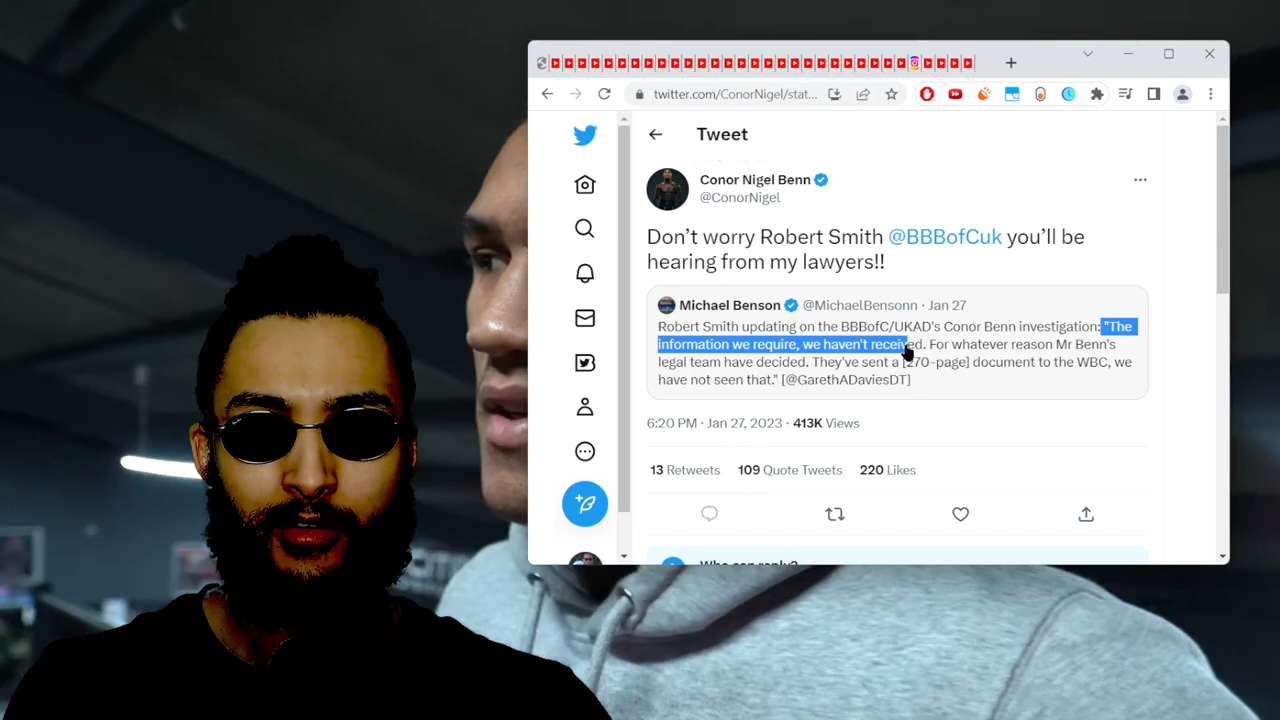 twitter.com/ConorNigel/stat...
Tweet
Conor Nigel Benn
@ConorNigel
Don’t worry Robert Smith @BBBofCuk you’ll be
hearing from my lawyers!!
Michael Benson @MichaelBensonn · Jan 27
Robert Smith updating on the BBBofC/UKAD's Conor Benn investigation: "The
information we require, we haven't received. For whatever reason Mr Benn's
legal team have decided. They've sent a [270-page] document to the WBC, we
have not seen that." [@GarethADaviesDT]
6:20 PM · Jan 27, 2023 · 413K Views
13 Retweets 109 Quote Tweets 220 Likes
Who can reply?